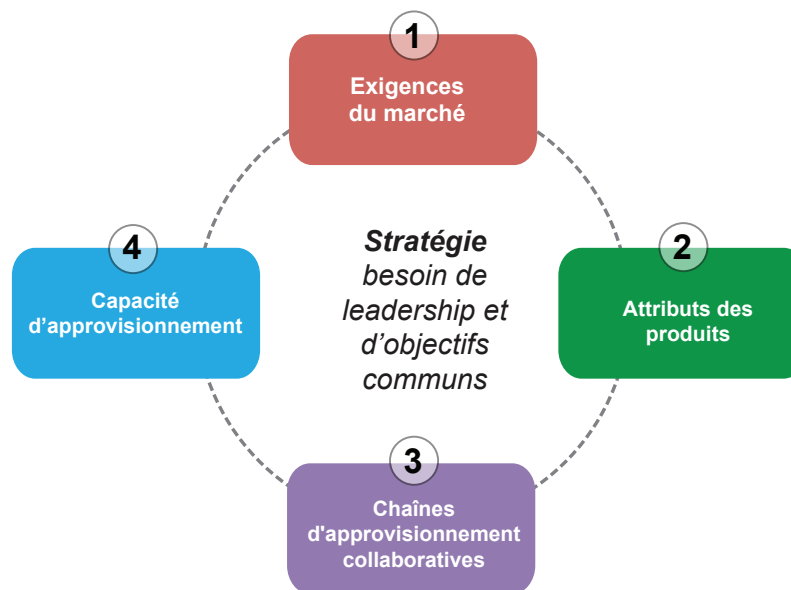 1
Exigences
du marché
2
Attributs des
produits
3
Chaînes
d'approvisionnement
collaboratives
4
Capacité
d’approvisionnement
Stratégie
besoin de
leadership et
d’objectifs
communs